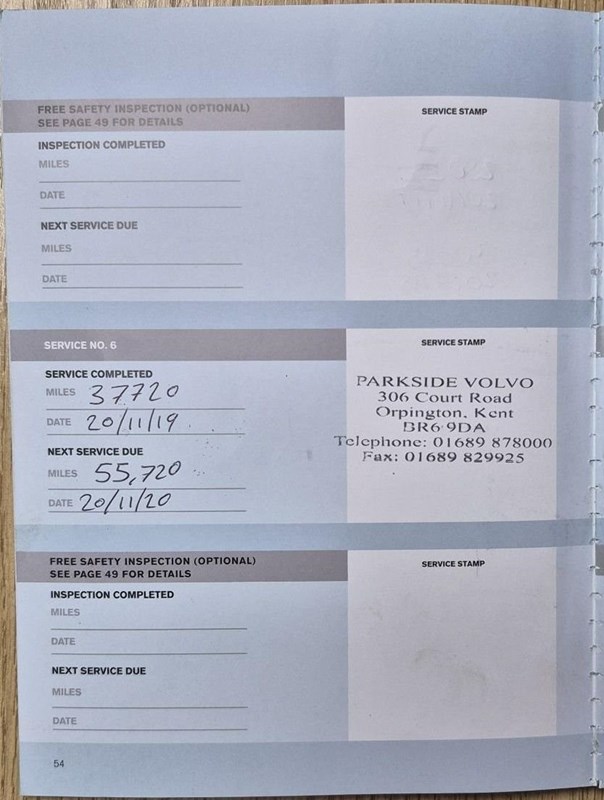 FREE SAFETY INSPECTION (OPTIONAL)
SEE PAGE 49 FOR DETAILS
SERVICE STAMP
INSPECTION COMPLETED
MILES
DATE
NEXT SERVICE DUE
MILES
DATE
SERVICE NO. 6
SERVICE STAMP
SERVICE COMPLETED
MILES 37720
DATE 20/11/19
NEXT SERVICE DUE
MILES 55,720
DATE 20/11/20
PARKSIDE VOLVO
306 Court Road
Orpington, Kent
BR6 9DA
Telephone: 01689 878000
Fax: 01689 829925
FREE SAFETY INSPECTION (OPTIONAL)
SEE PAGE 49 FOR DETAILS
SERVICE STAMP
INSPECTION COMPLETED
MILES
DATE
NEXT SERVICE DUE
MILES
DATE
54